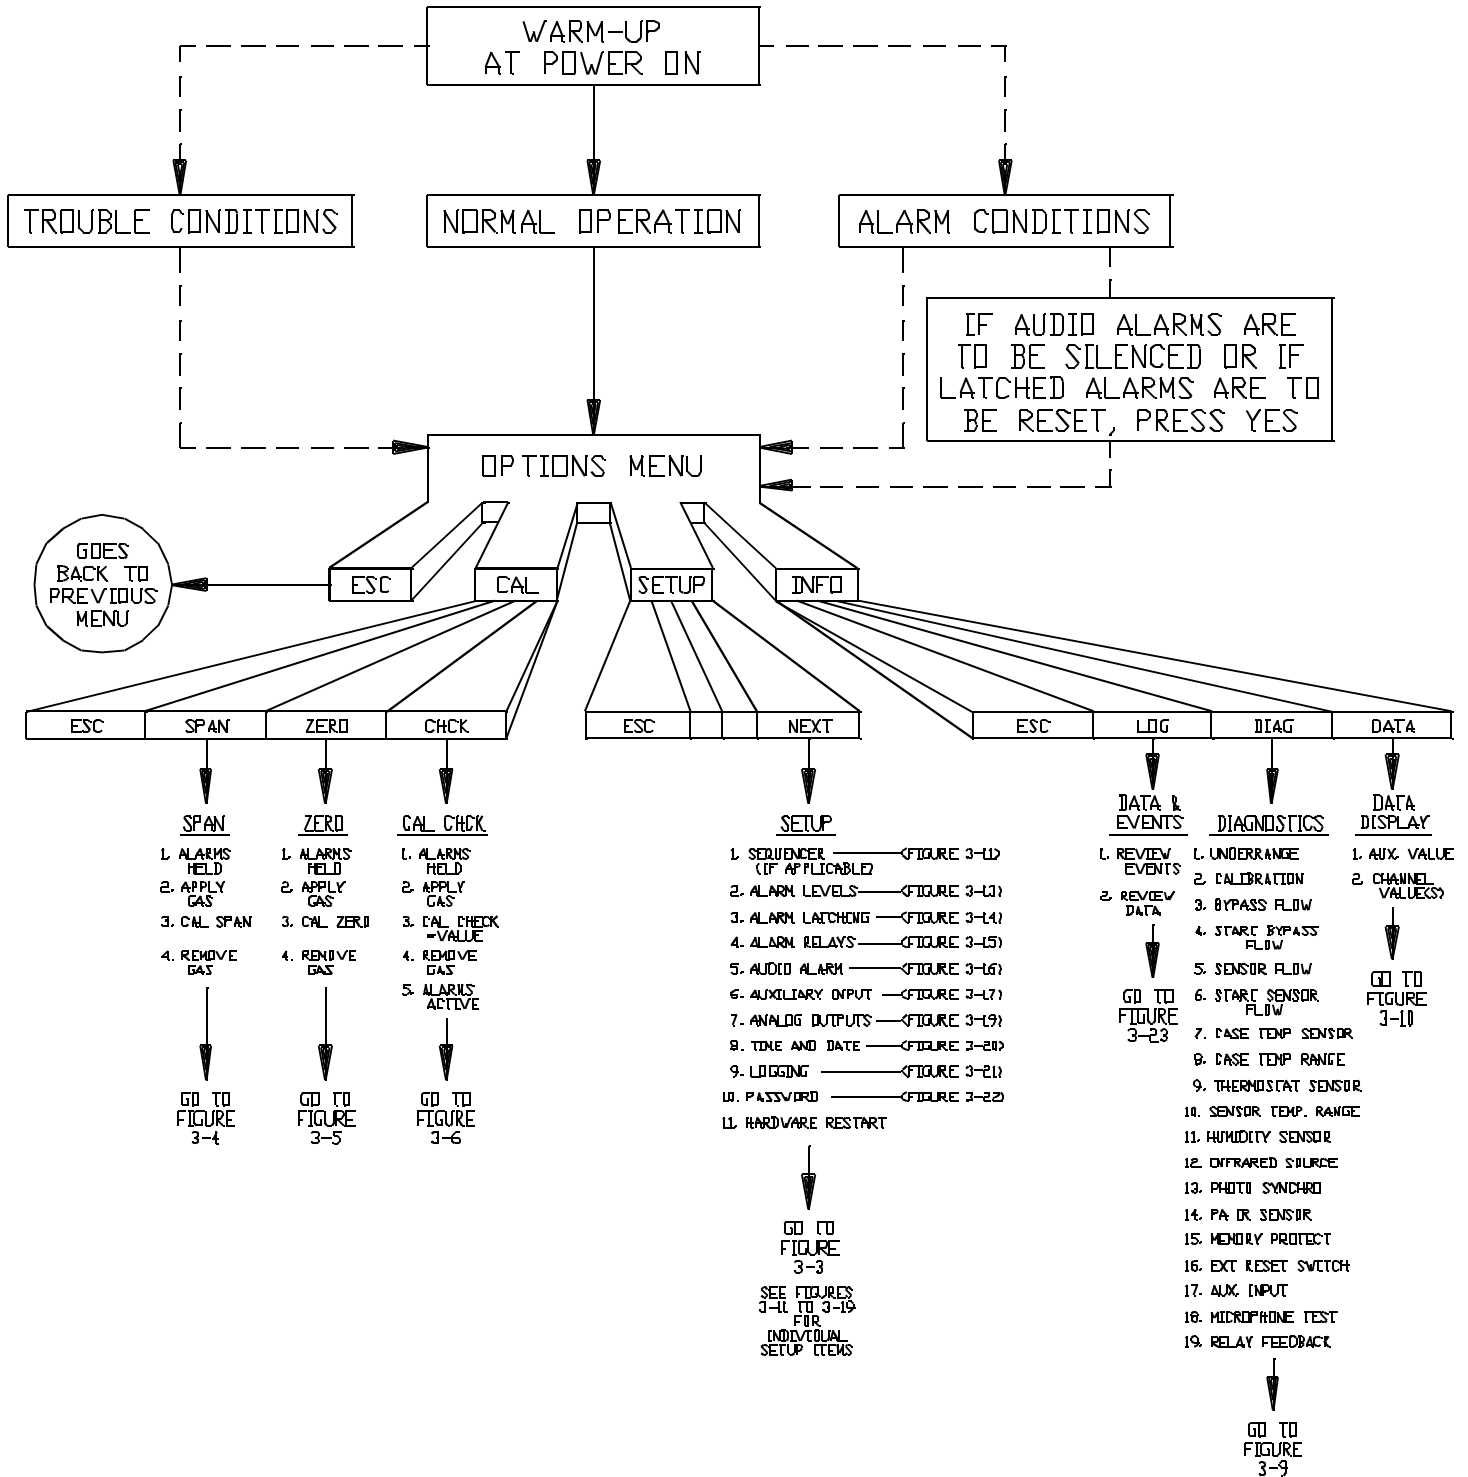 WARM-UP
AT POWER ON
TROUBLE CONDITIONS
NORMAL OPERATION
ALARM CONDITIONS
IF AUDIO ALARMS ARE
TO BE SILENCED OR IF
LATCHED ALARMS ARE TO
BE RESET, PRESS YES
OPTIONS MENU
GOES
BACK TO
PREVIOUS
MENU
ESC
CAL
SETUP
INFO
ESC
SPAN
ZERO
CHCK
ESC
NEXT
ESC
LOG
DIAG
DATA
SPAN
1. ALARMS
HELD
2. APPLY
GAS
3. CAL SPAN
4. REMOVE
GAS
GO TO
FIGURE
3-4
ZERO
1. ALARMS
HELD
2. APPLY
GAS
3. CAL ZERO
4. REMOVE
GAS
GO TO
FIGURE
3-5
CAL CHCK
1. ALARMS
HELD
2. APPLY
GAS
3. CAL CHECK
=VALUE
4. REMOVE
GAS
5. ALARMS
ACTIVE
GO TO
FIGURE
3-6
SETUP
1. SEQUENCER (FIGURE 3-11)
(IF APPLICABLE)
2. ALARM LEVELS (FIGURE 3-13)
3. ALARM LATCHING (FIGURE 3-14)
4. ALARM RELAYS (FIGURE 3-15)
5. AUDIO ALARM (FIGURE 3-16)
6. AUXILIARY INPUT (FIGURE 3-17)
7. ANALOG OUTPUTS (FIGURE 3-19)
8. TIME AND DATE (FIGURE 3-20)
9. LOGGING (FIGURE 3-21)
10. PASSWORD (FIGURE 3-22)
11. HARDWARE RESTART
GO TO
FIGURE
3-3
SEE FIGURES
3-11 TO 3-19
FOR
INDIVIDUAL
SETUP ITEMS
DATA &
EVENTS
1. REVIEW
EVENTS
2. REVIEW
DATA
GO TO
FIGURE
3-23
DIAGNOSTICS
1. UNDERRANGE
2. CALIBRATION
3. BYPASS FLOW
4. START BYPASS
FLOW
5. SENSOR FLOW
6. START SENSOR
FLOW
7. CASE TEMP SENSOR
8. CASE TEMP RANGE
9. THERMOSTAT SENSOR
10. SENSOR TEMP. RANGE
11. HUMIDITY SENSOR
12. INFRARED SOURCE
13. PHOTO SYNCHRO
14. PA OR SENSOR
15. MEMORY PROTECT
16. EXT RESET SWITCH
17. AUX. INPUT
18. MICROPHONE TEST
19. RELAY FEEDBACK
GO TO
FIGURE
3-9
DATA
DISPLAY
1. AUX. VALUE
2. CHANNEL
VALUE(S)
GO TO
FIGURE
3-10